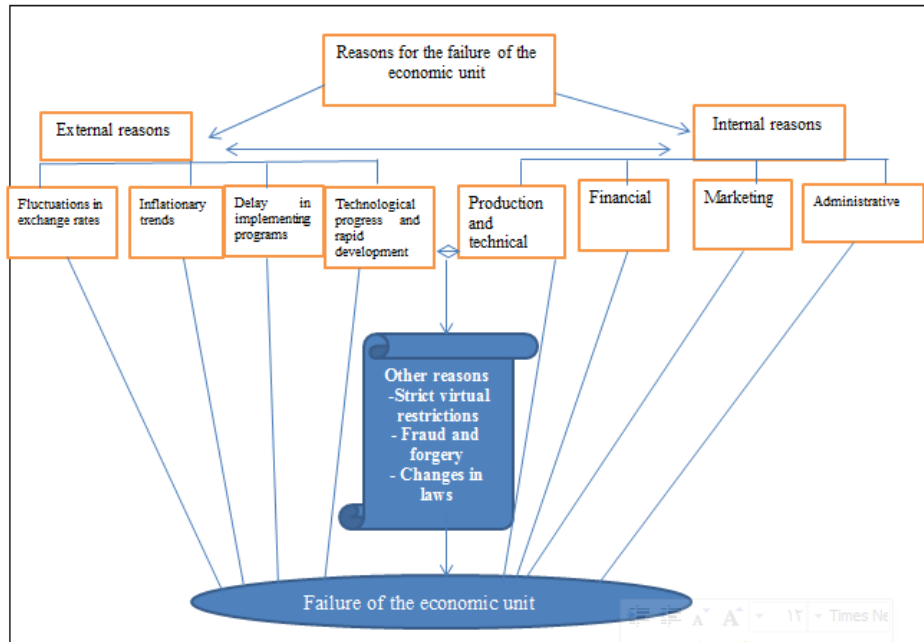 Reasons for the failure of the
economic unit
External reasons
Internal reasons
Fluctuations in
exchange rates
Inflationary
trends
Delay in
implementing
programs
Technological
progress and
rapid
development
Production
and
technical
Financial
Marketing
Administrative
Other reasons
-Strict virtual
restrictions
- Fraud and
forgery
- Changes in
laws
Failure of the economic unit
A A ١٢ Times Ne